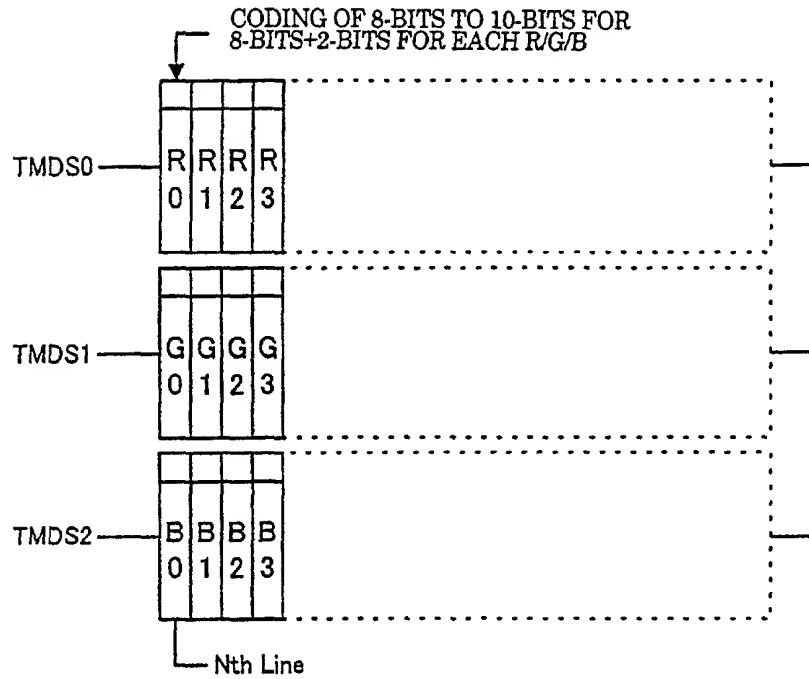 CODING OF 8-BITS TO 10-BITS FOR
8-BITS+2-BITS FOR EACH R/G/B
TMDS0
R R R R
0 1 2 3
TMDS1
G G G G
0 1 2 3
TMDS2
B B B B
0 1 2 3
Nth Line